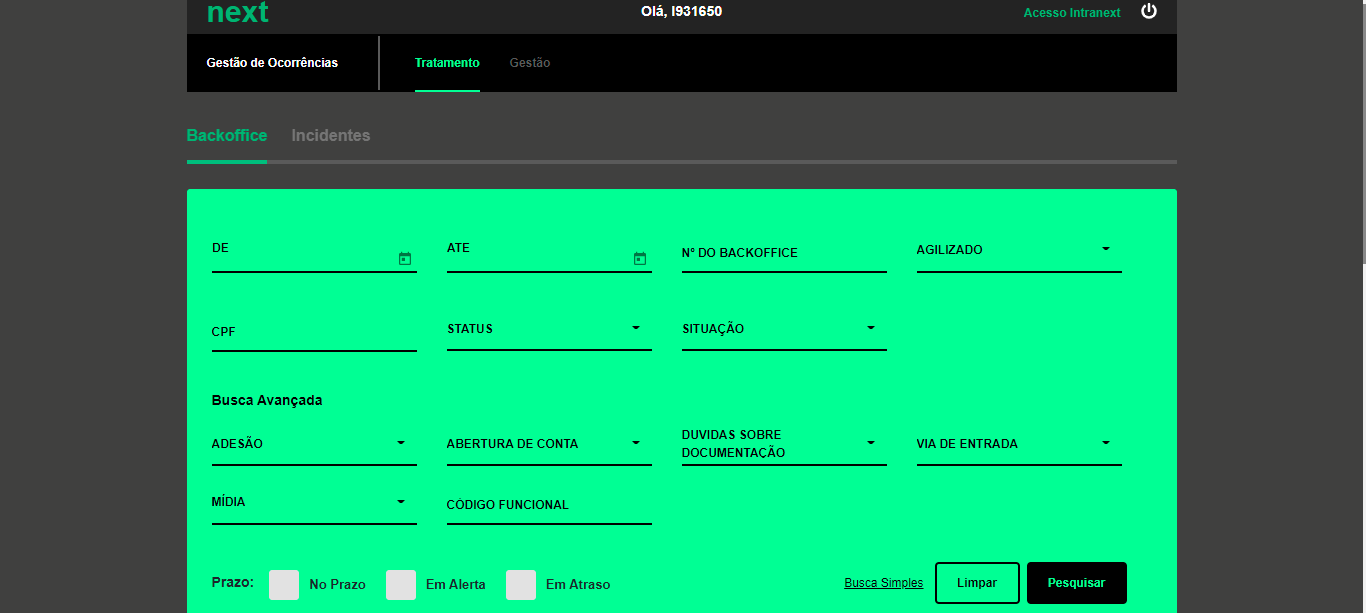 next
Olá, I931650
Acesso Intranext
Gestão de Ocorrências
Tratamento
Gestão
Backoffice
Incidentes
DE
ATE
Nº DO BACKOFFICE
AGILIZADO
CPF
STATUS
SITUAÇÃO
Busca Avançada
ADESÃO
ABERTURA DE CONTA
DUVIDAS SOBRE
DOCUMENTAÇÃO
VIA DE ENTRADA
MÍDIA
CÓDIGO FUNCIONAL
Prazo:
No Prazo
Em Alerta
Em Atraso
Busca Simples
Limpar
Pesquisar